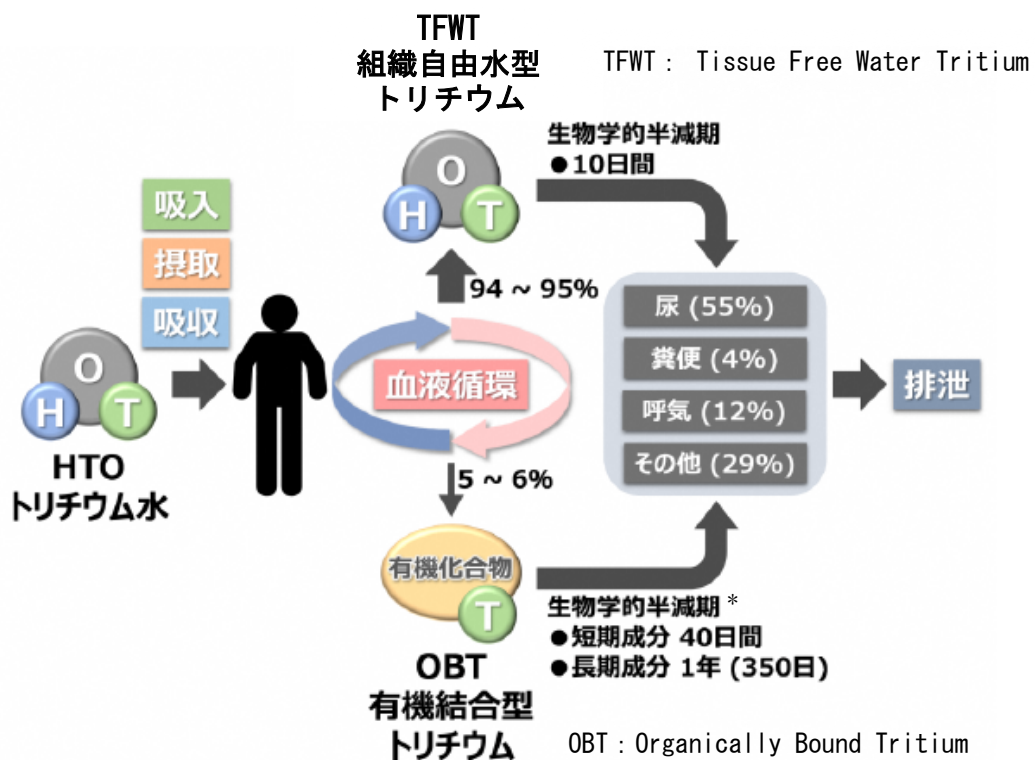 TFWT
組織自由水型
トリチウム
TFWT： Tissue Free Water Tritium
O
H
T
生物学的半減期
●10日間
吸入
摂取
吸収
94 ~ 95%
O
H
T
HTO
トリチウム水
血液循環
尿 (55%)
糞便 (4%)
呼気 (12%)
その他 (29%)
排泄
5 ~ 6%
有機化合物
T
OBT
有機結合型
トリチウム
生物学的半減期 *
●短期成分 40日間
●長期成分 1年 (350日)
OBT：Organically Bound Tritium